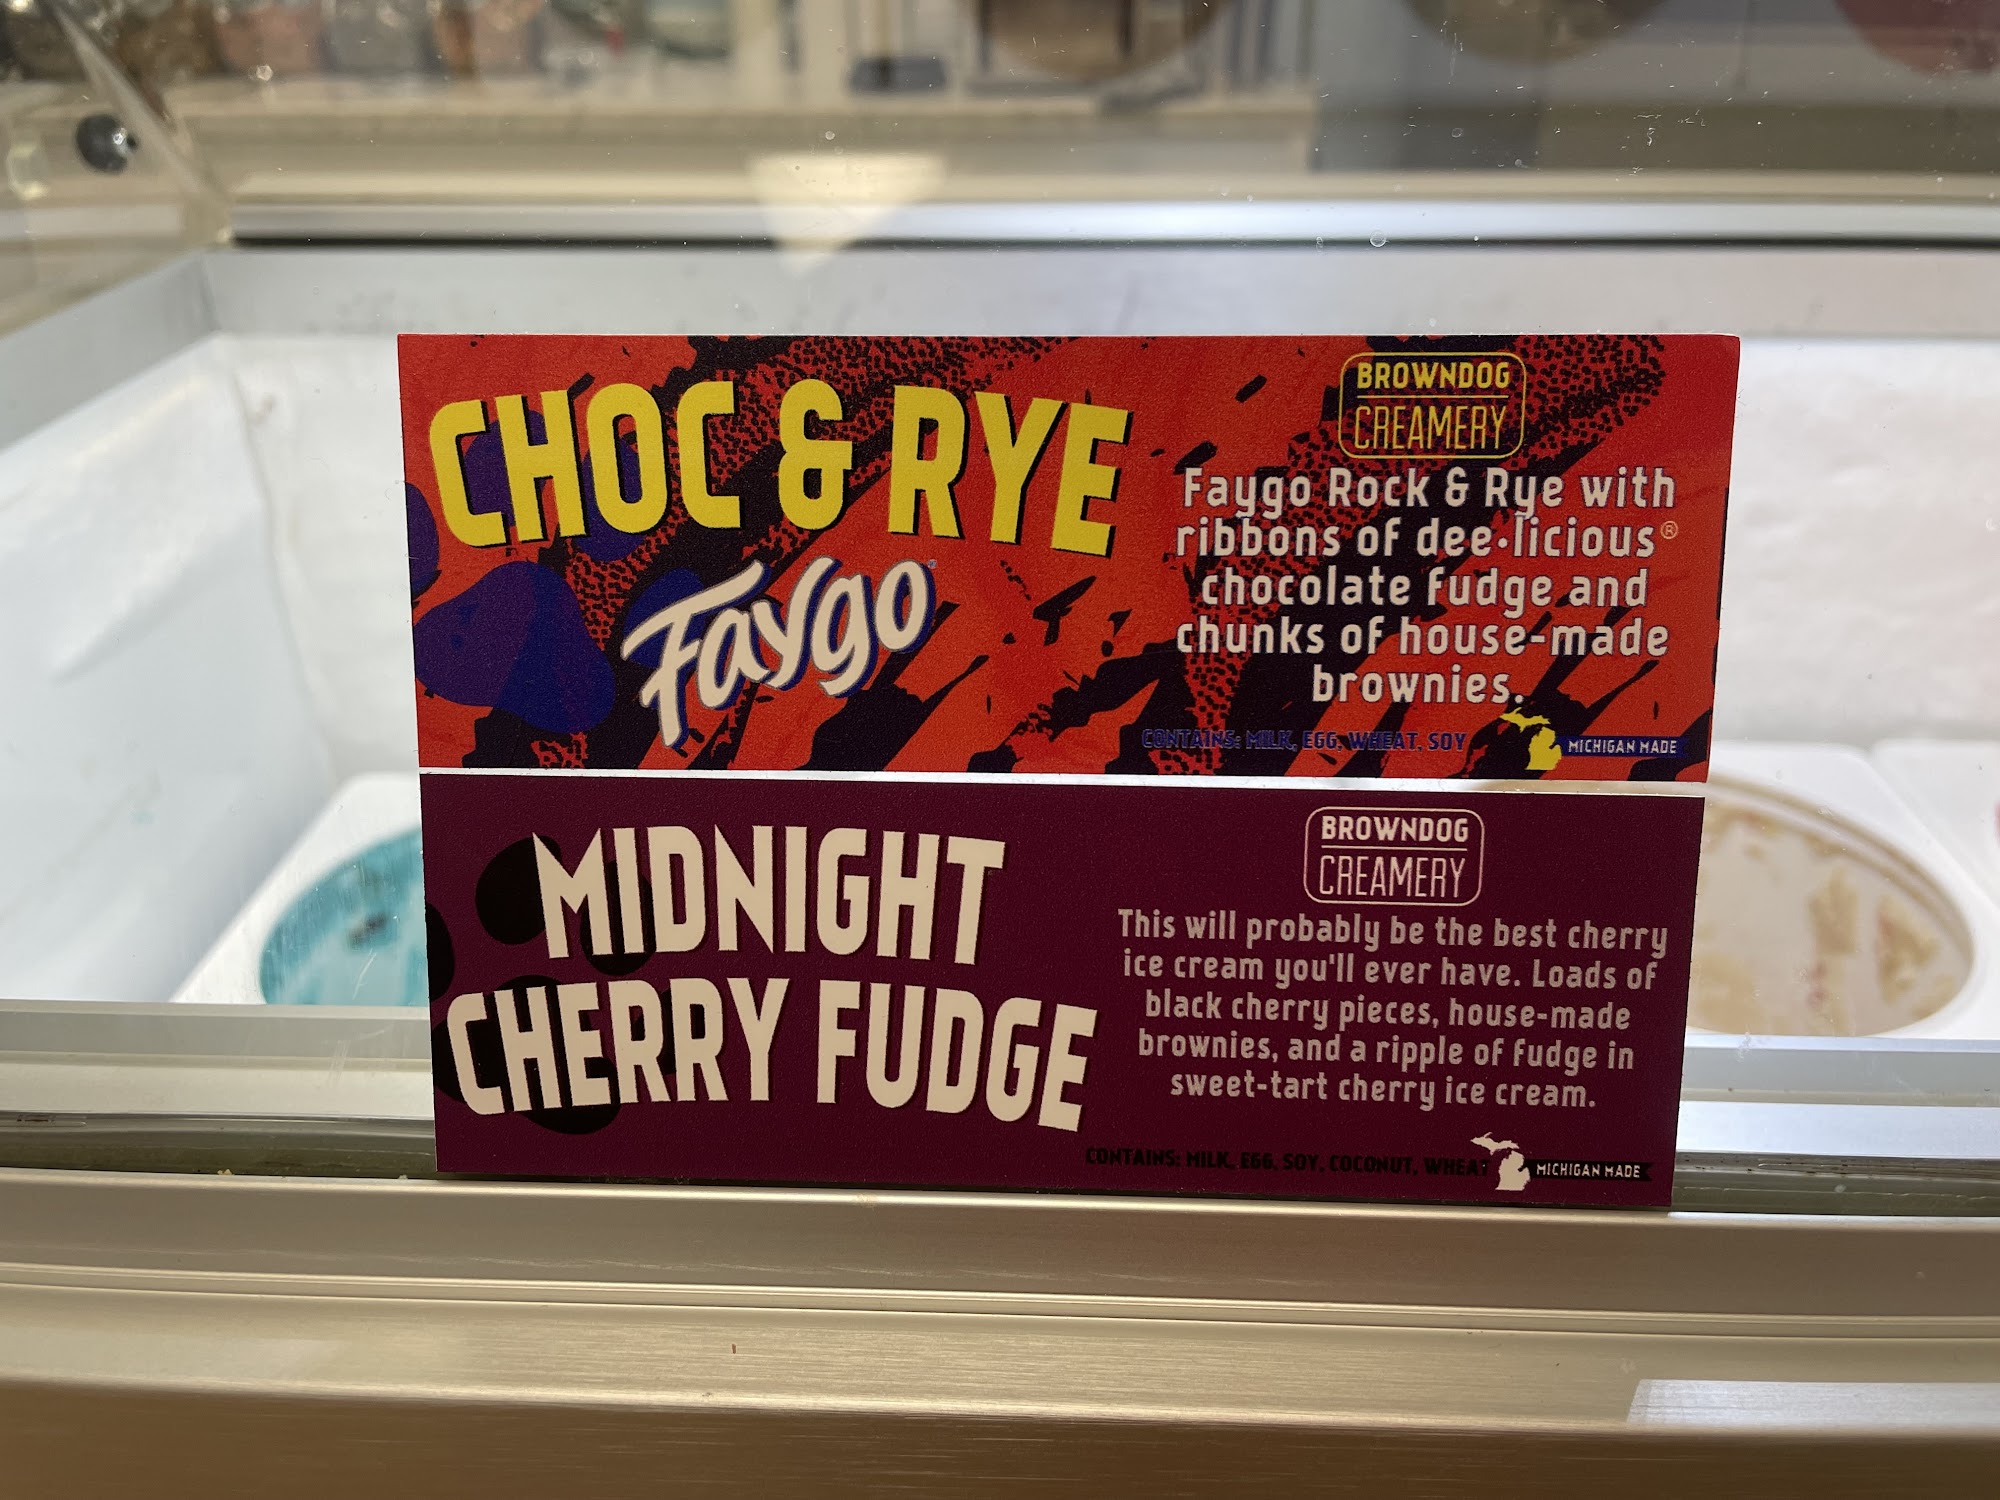 CHOC & RYE
Faygo
BROWNDOG
CREAMERY
Faygo Rock & Rye with
ribbons of dee•licious®
chocolate fudge and
chunks of house-made
brownies.
CONTAINS: MILK, EGG, WHEAT, SOY
MICHIGAN MADE
MIDNIGHT
CHERRY FUDGE
BROWNDOG
CREAMERY
This will probably be the best cherry
ice cream you'll ever have. Loads of
black cherry pieces, house-made
brownies, and a ripple of fudge in
sweet-tart cherry ice cream.
CONTAINS: MILK, EGG, SOY, COCONUT, WHEAT
MICHIGAN MADE